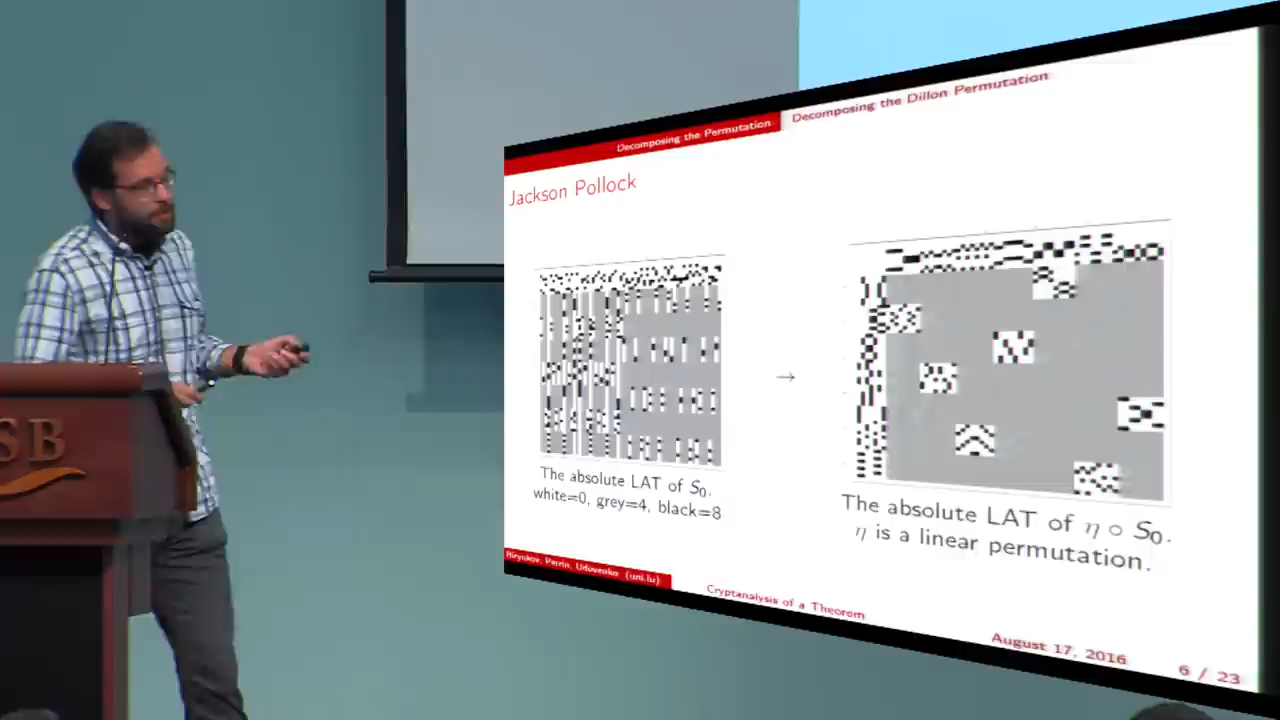 Decomposing the Permutation
Decomposing the Dillon Permutation
Jackson Pollock
→
The absolute LAT of S₀.
white=0, grey=4, black=8
The absolute LAT of η ∘ S₀.
η is a linear permutation.
Biryukov, Perrin, Udovenko (uni.lu)
Cryptanalysis of a Theorem
August 17, 2016
6 / 23
SB